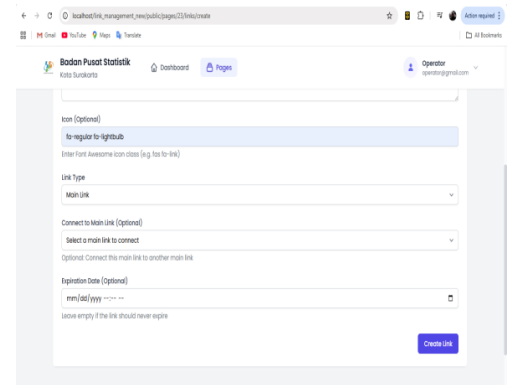 localhost/link_management_new/public/pages/23/links/create
Action required
Gmail YouTube Maps Translate
All Bookmarks
Badan Pusat Statistik
Kota Surakarta
Dashboard
Pages
Operator
operator@gmail.com
Icon (Optional)
fa-regular fa-lightbulb
Enter Font Awesome icon class (e.g. fas fa-link)
Link Type
Main Link
Connect to Main Link (Optional)
Select a main link to connect
Optional: Connect this main link to another main link
Expiration Date (Optional)
mm/dd/yyyy --:-- --
Leave empty if the link should never expire
Create Link